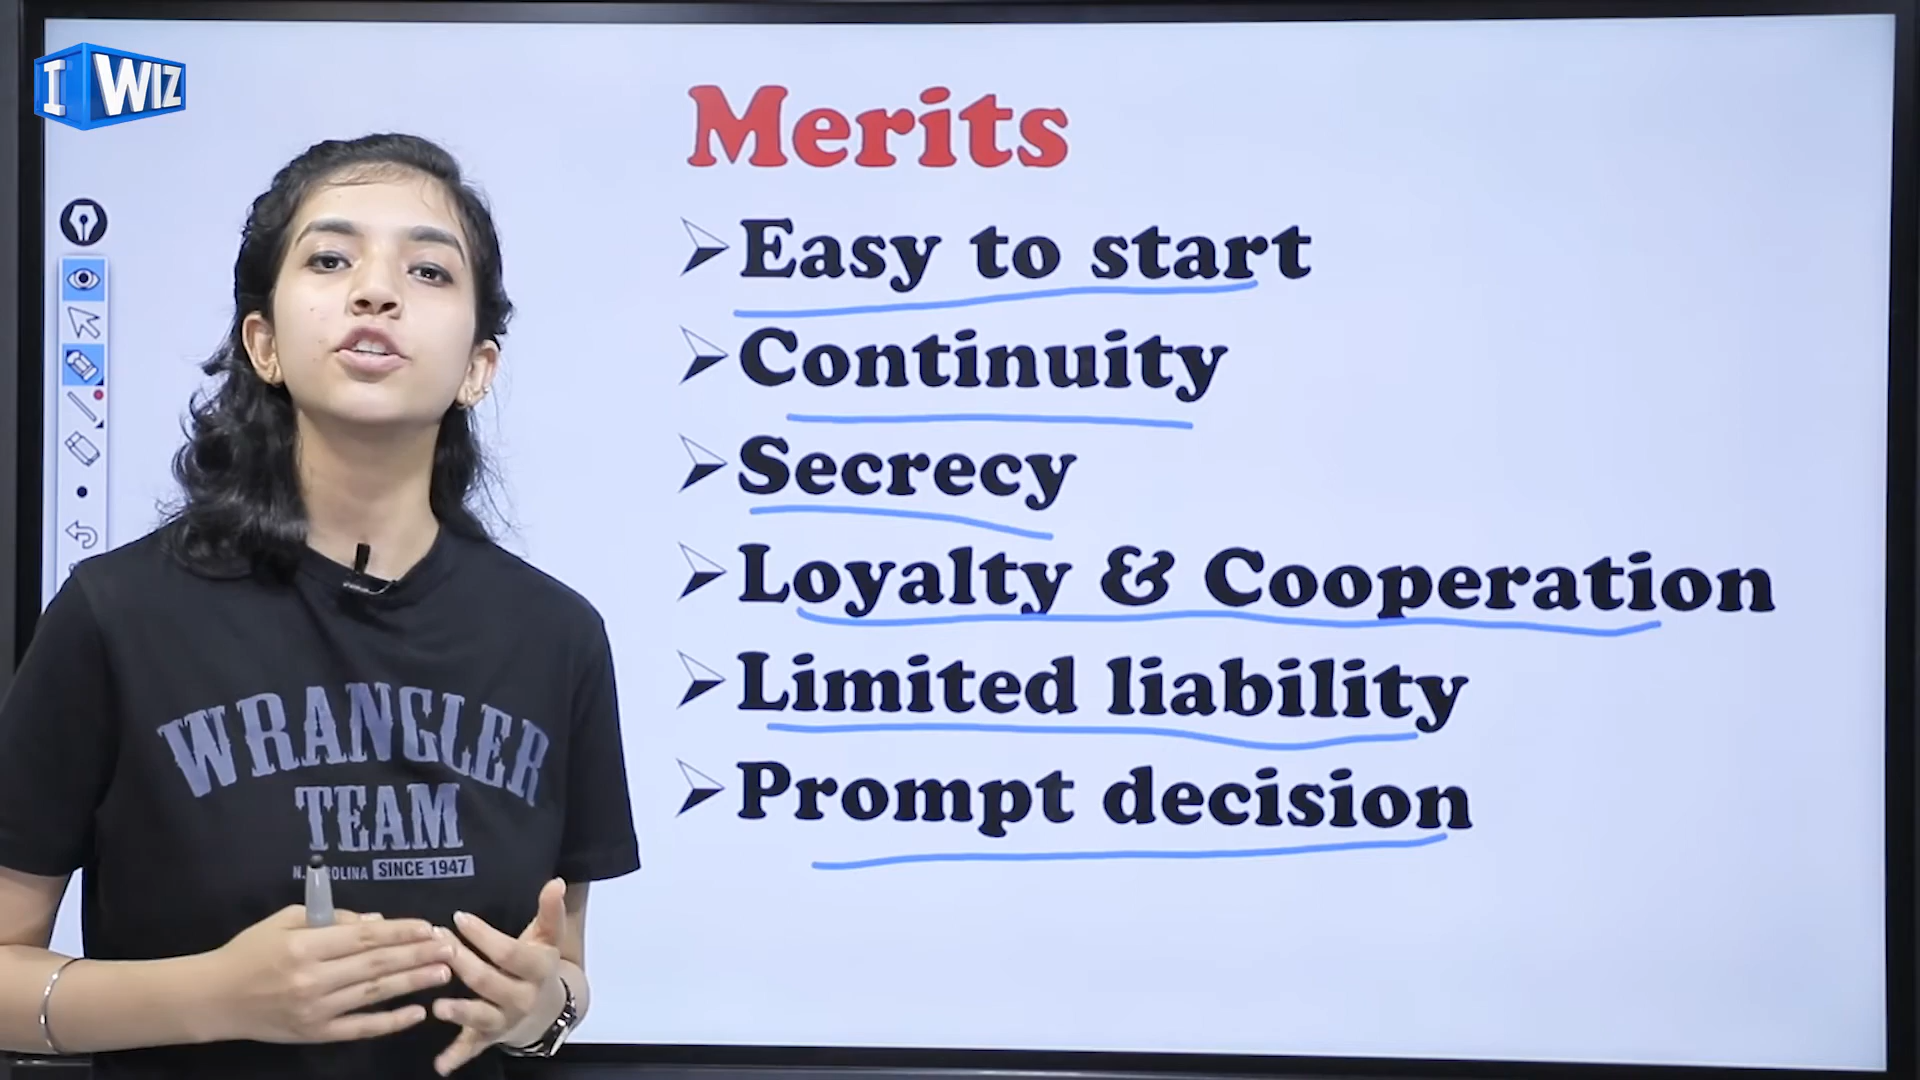 I WIZ
Merits
Easy to start
Continuity
Secrecy
Loyalty & Cooperation
Limited liability
Prompt decision
WRANGLER
TEAM
SINCE 1947